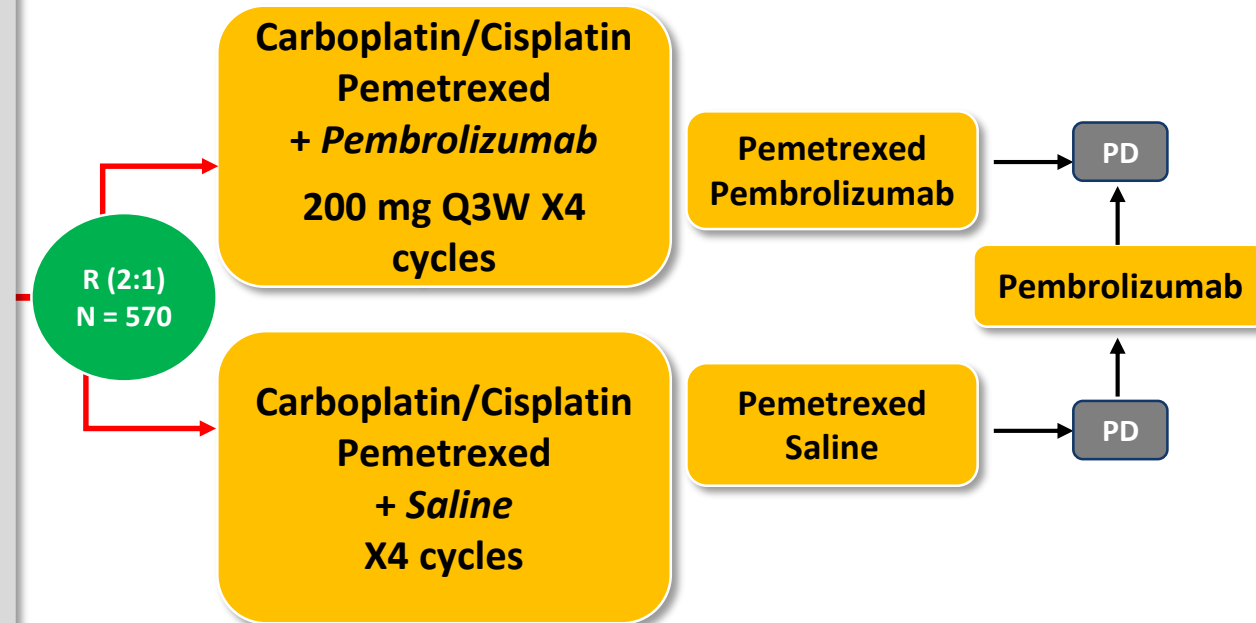 R (2:1)
N = 570
Carboplatin/Cisplatin
Pemetrexed
+ Pembrolizumab
200 mg Q3W X4
cycles
Pemetrexed
Pembrolizumab
PD
Pembrolizumab
Carboplatin/Cisplatin
Pemetrexed
+ Saline
X4 cycles
Pemetrexed
Saline
PD